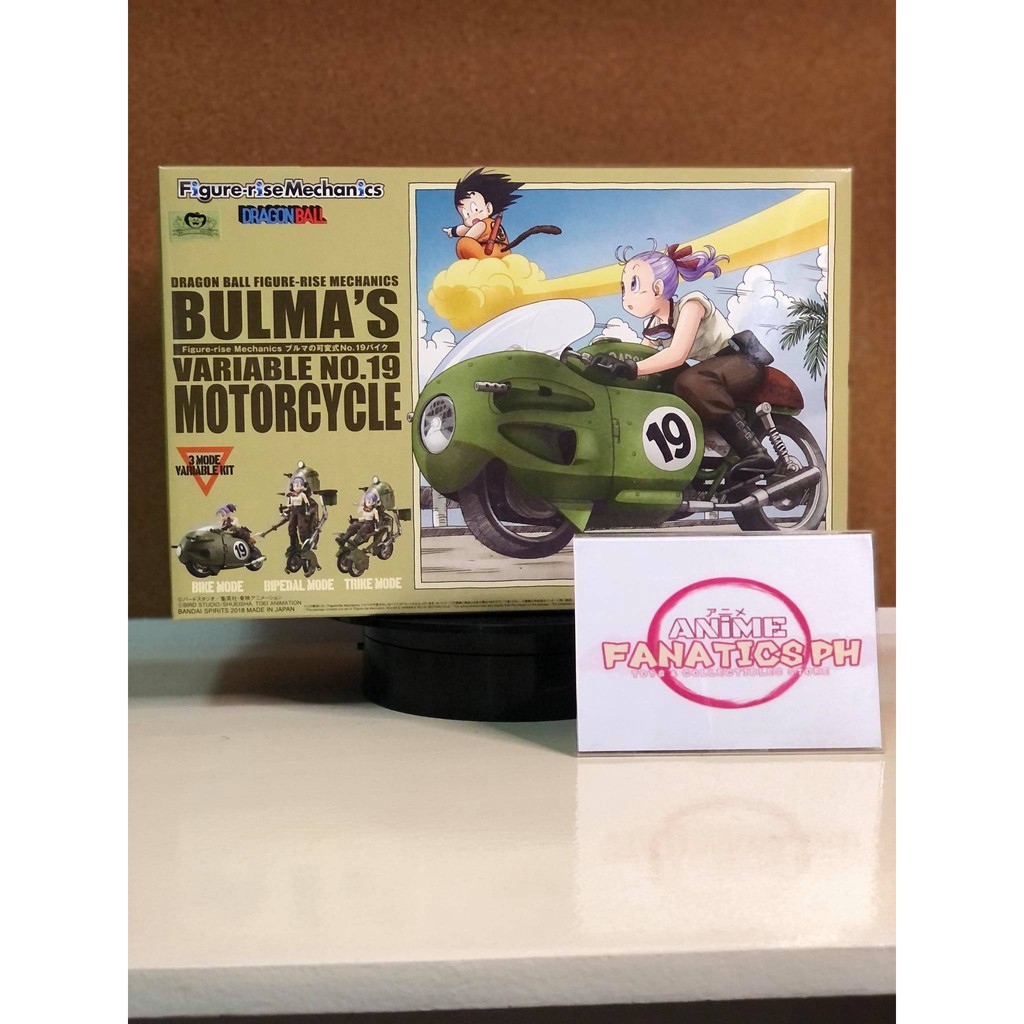 Figure-rise Mechanics
DRAGON BALL
DRAGON BALL FIGURE-RISE MECHANICS
BULMA'S
Figure-rise Mechanics ブルマの可変式No.19バイク
VARIABLE NO.19
MOTORCYCLE
3 MODE
VARIABLE KIT
19
19
BIKE MODE
BIPEDAL MODE
TRIKE MODE
©バードスタジオ/集英社・東映アニメーション
©BIRD STUDIO/SHUEISHA, TOEI ANIMATION
BANDAI SPIRITS 2018 MADE IN JAPAN
アニメ
ANiME
FANATICS PH
TOYS & COLLECTIBLES STORE